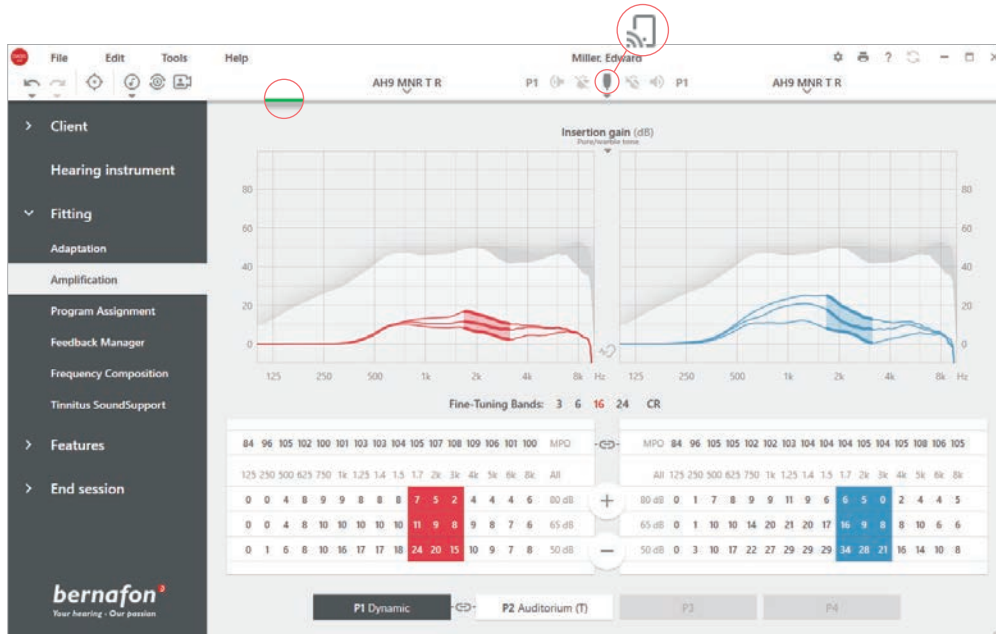 File Edit Tools Help
Miller, Edward
?
AH9 MNR T R P1 P1 AH9 MNR T R
Client
Hearing instrument
Fitting
Adaptation
Amplification
Program Assignment
Feedback Manager
Frequency Composition
Tinnitus SoundSupport
Features
End session
bernafon
Your hearing · Our passion
Insertion gain (dB)
Pure/warble tone
80 80
60 60
40 40
20 20
0 0
125 250 500 1k 2k 4k 8k Hz 125 250 500 1k 2k 4k 8k Hz
Fine-Tuning Bands: 3 6 16 24 CR
84 96 105 102 100 101 103 103 104 105 107 108 109 106 101 100 MPO MPO 84 96 105 105 102 102 103 104 104 104 105 104 105 108 106 105
125 250 500 625 750 1k 1.25 1.4 1.5 1.7 2k 3k 4k 5k 6k 8k All All 125 250 500 625 750 1k 1.25 1.4 1.5 1.7 2k 3k 4k 5k 6k 8k
0 0 4 8 9 9 8 8 8 7 5 2 4 4 4 6 80 dB 80 dB 0 1 7 8 9 9 11 9 6 6 5 0 2 4 4 5
0 0 4 8 10 10 10 10 10 11 9 8 9 8 7 6 65 dB 65 dB 0 1 10 10 14 20 21 20 17 16 9 8 8 10 6 6
0 1 6 8 10 16 17 17 18 24 20 15 10 9 7 8 50 dB 50 dB 0 3 10 17 22 27 29 29 29 34 28 21 16 14 10 8
P1 Dynamic P2 Auditorium (T) P3 P4